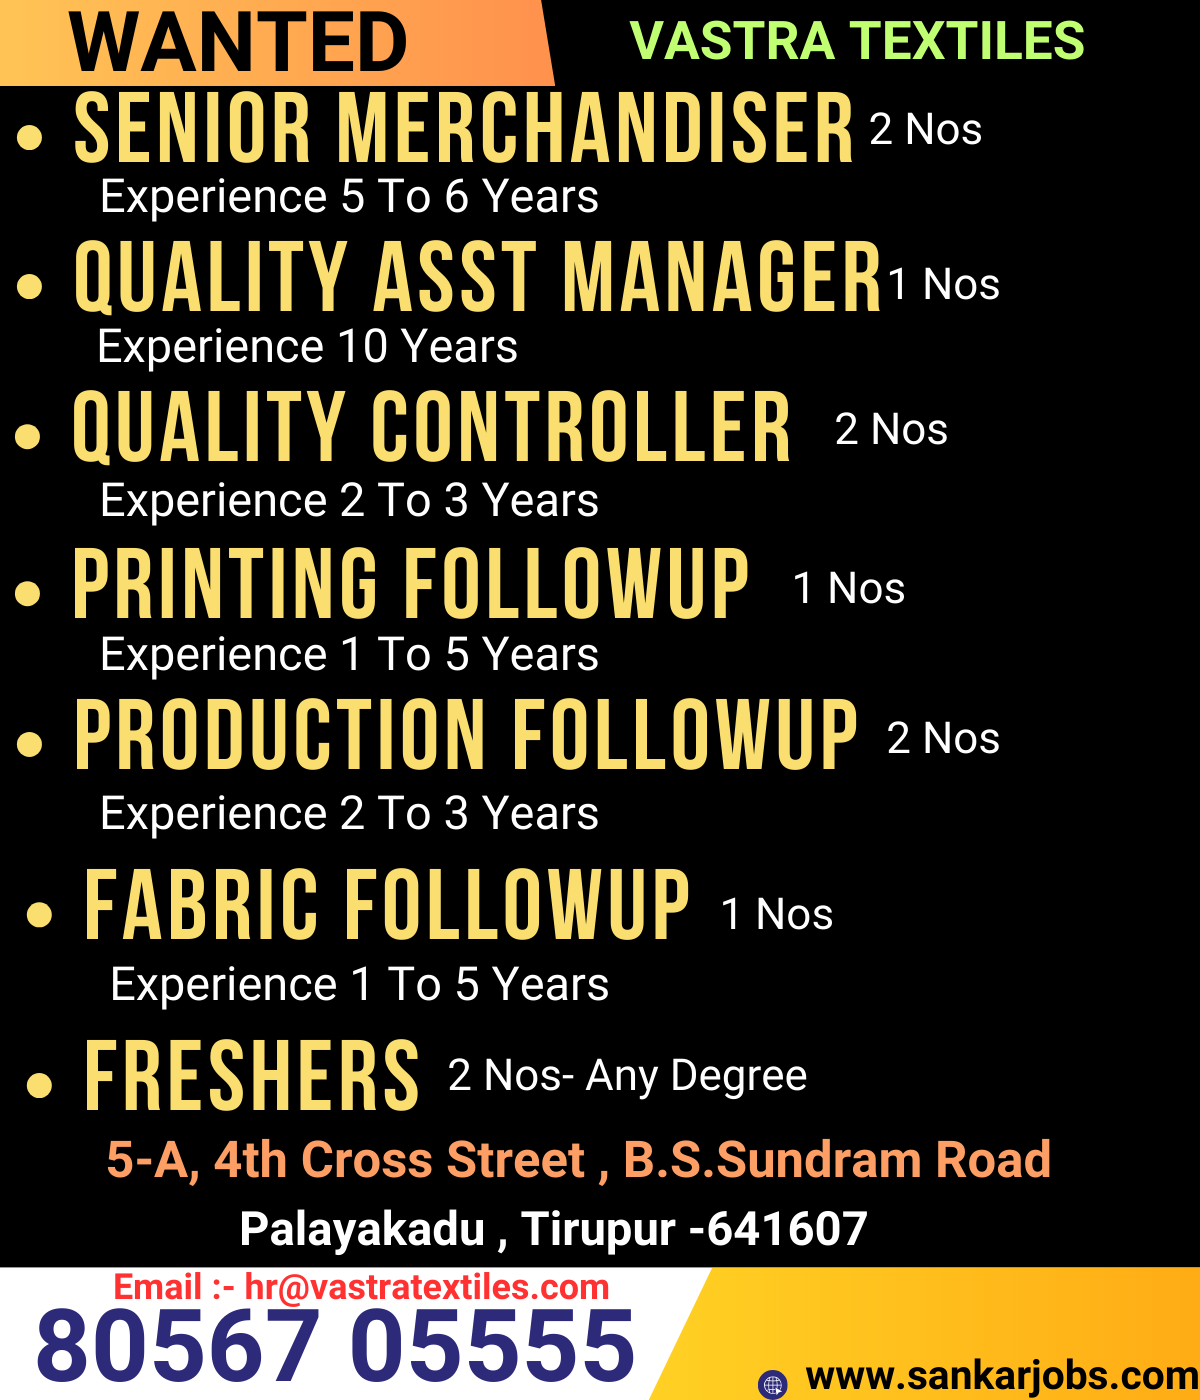 WANTED
VASTRA TEXTILES
• SENIOR MERCHANDISER 2 Nos
Experience 5 To 6 Years
• QUALITY ASST MANAGER 1 Nos
Experience 10 Years
• QUALITY CONTROLLER 2 Nos
Experience 2 To 3 Years
• PRINTING FOLLOWUP 1 Nos
Experience 1 To 5 Years
• PRODUCTION FOLLOWUP 2 Nos
Experience 2 To 3 Years
• FABRIC FOLLOWUP 1 Nos
Experience 1 To 5 Years
• FRESHERS 2 Nos- Any Degree
5-A, 4th Cross Street , B.S.Sundram Road
Palayakadu , Tirupur -641607
Email :- hr@vastratextiles.com
80567 05555
www.sankarjobs.com